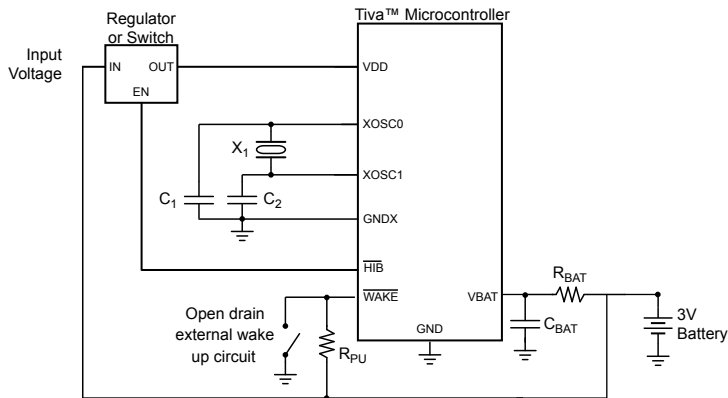 Regulator
or Switch
Tiva™ Microcontroller
Input
Voltage
IN
OUT
EN
VDD
XOSC0
X1
XOSC1
C1
C2
GNDX
HIB
WAKE
VBAT
RBAT
Open drain
external wake
up circuit
RPU
GND
CBAT
3V
Battery